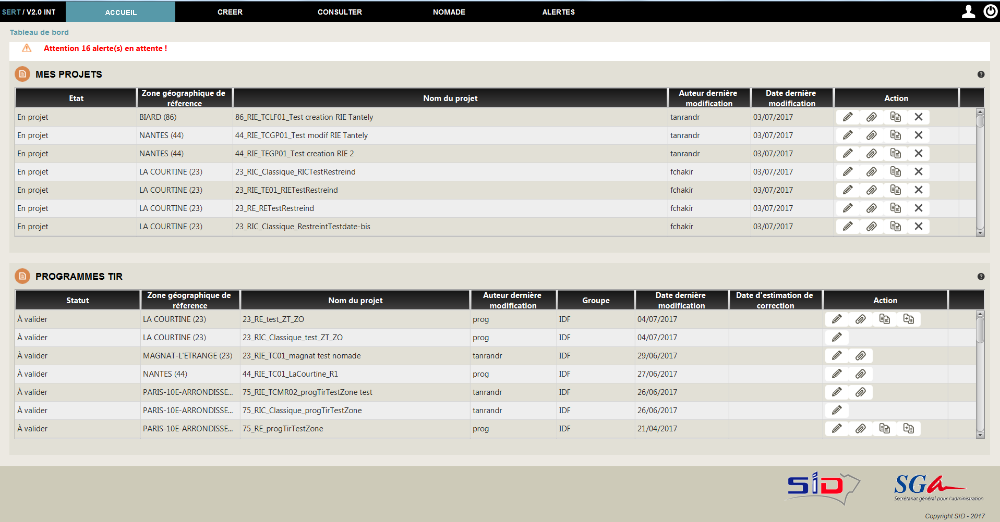 SERT / V2.0 INT ACCUEIL CREER CONSULTER NOMADE ALERTES
Tableau de bord
Attention 16 alerte(s) en attente !
MES PROJETS
Etat Zone géographique de réference Nom du projet Auteur dernière modification Date dernière modification Action
En projet BIARD (86) 86_RIE_TCLF01_Test creation RIE Tantely tanrandr 03/07/2017
En projet NANTES (44) 44_RIE_TCGP01_Test modif RIE Tantely tanrandr 03/07/2017
En projet NANTES (44) 44_RIE_TEGP01_Test creation RIE 2 tanrandr 03/07/2017
En projet LA COURTINE (23) 23_RIC_Classique_RICTestRestreind fchakir 03/07/2017
En projet LA COURTINE (23) 23_RIE_TE01_RIETestRestreind fchakir 03/07/2017
En projet LA COURTINE (23) 23_RE_RETestRestreind fchakir 03/07/2017
En projet LA COURTINE (23) 23_RIC_Classique_RestreintTestdate-bis fchakir 03/07/2017
PROGRAMMES TIR
Statut Zone géographique de réference Nom du projet Auteur dernière modification Groupe Date dernière modification Date d'estimation de correction Action
À valider LA COURTINE (23) 23_RE_test_ZT_ZO prog IDF 04/07/2017
À valider LA COURTINE (23) 23_RIC_Classique_test_ZT_ZO prog IDF 04/07/2017
À valider MAGNAT-L'ETRANGE (23) 23_RIE_TC01_magnat test nomade tanrandr IDF 29/06/2017
À valider NANTES (44) 44_RIE_TC01_LaCourtine_R1 prog IDF 27/06/2017
À valider PARIS-10E-ARRONDISSE... 75_RIE_TCMR02_progTirTestZone test tanrandr IDF 26/06/2017
À valider PARIS-10E-ARRONDISSE... 75_RIC_Classique_progTirTestZone tanrandr IDF 26/06/2017
À valider PARIS-10E-ARRONDISSE... 75_RE_progTirTestZone prog IDF 21/04/2017
SID SGA
Secrétariat général pour l'administration
Copyright SID - 2017